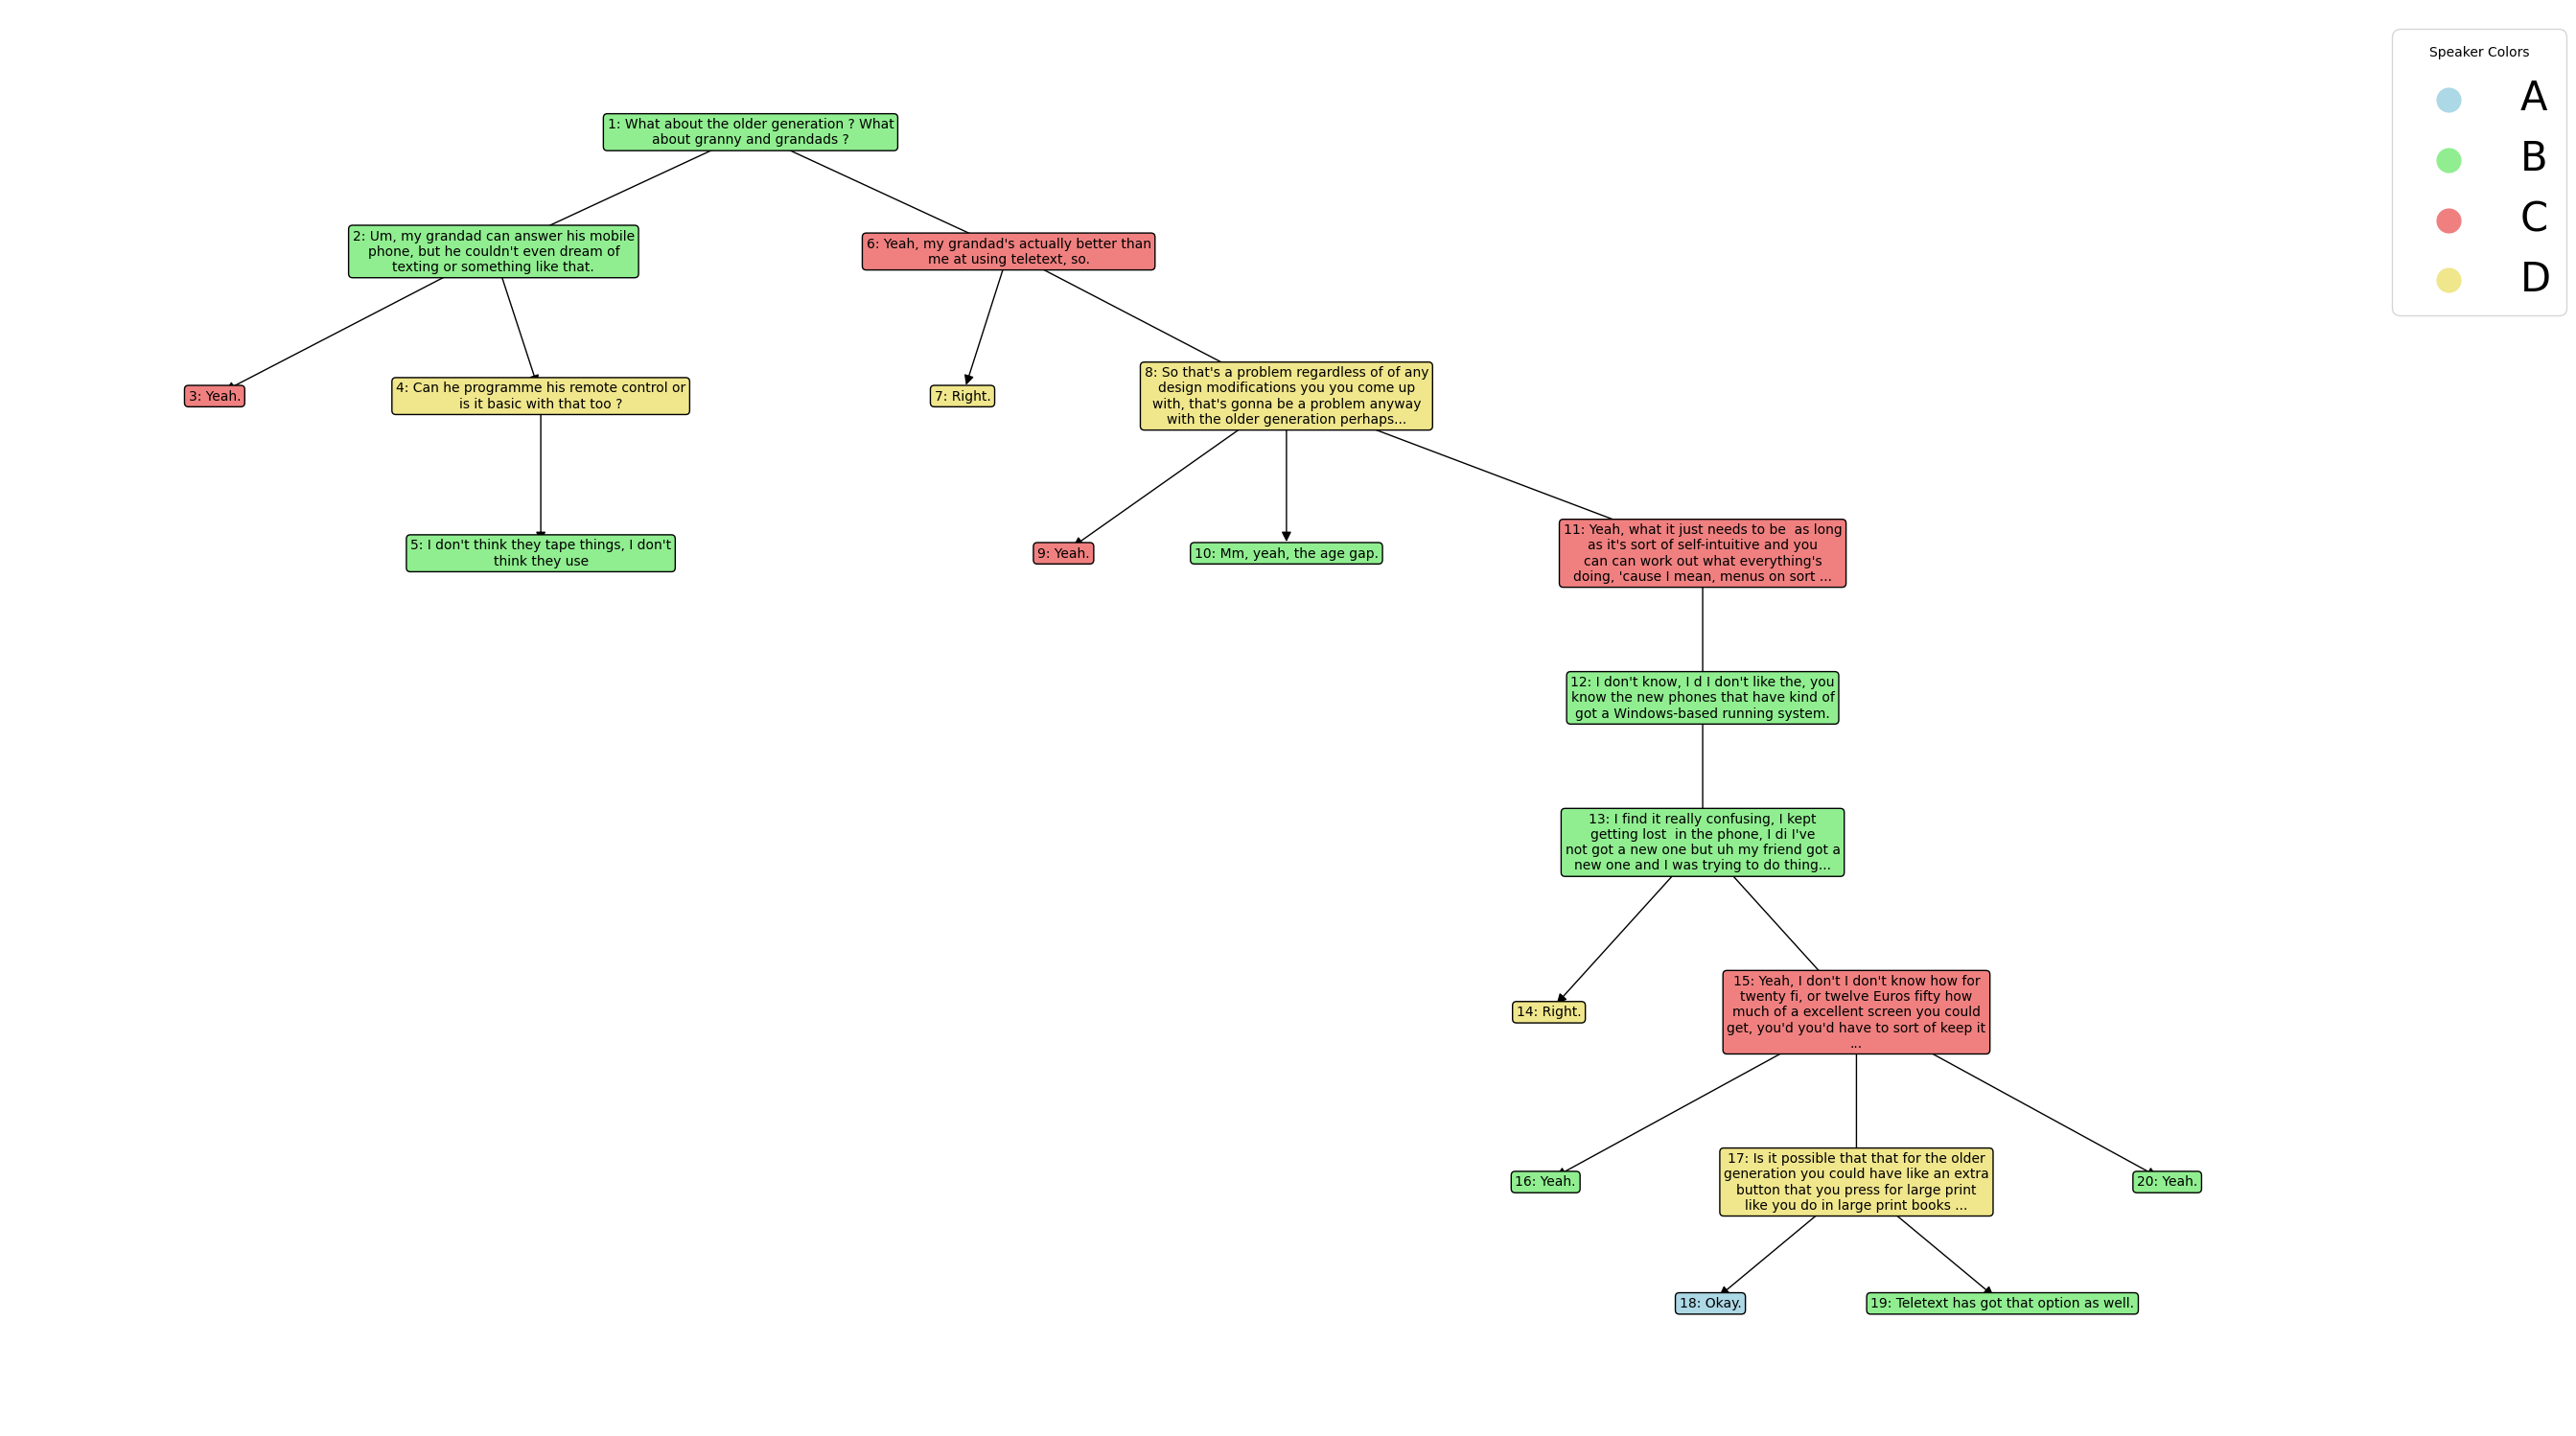 Speaker Colors
A
B
C
D
1: What about the older generation ? What
about granny and grandads ?
2: Um, my grandad can answer his mobile
phone, but he couldn't even dream of
texting or something like that.
6: Yeah, my grandad's actually better than
me at using teletext, so.
3: Yeah.
4: Can he programme his remote control or
is it basic with that too ?
7: Right.
8: So that's a problem regardless of of any
design modifications you you come up
with, that's gonna be a problem anyway
with the older generation perhaps...
5: I don't think they tape things, I don't
think they use
9: Yeah.
10: Mm, yeah, the age gap.
11: Yeah, what it just needs to be  as long
as it's sort of self-intuitive and you
can can work out what everything's
doing, 'cause I mean, menus on sort ...
12: I don't know, I d I don't like the, you
know the new phones that have kind of
got a Windows-based running system.
13: I find it really confusing, I kept
getting lost  in the phone, I di I've
not got a new one but uh my friend got a
new one and I was trying to do thing...
14: Right.
15: Yeah, I don't I don't know how for
twenty fi, or twelve Euros fifty how
much of a excellent screen you could
get, you'd you'd have to sort of keep it
...
16: Yeah.
17: Is it possible that that for the older
generation you could have like an extra
button that you press for large print
like you do in large print books ...
20: Yeah.
18: Okay.
19: Teletext has got that option as well.